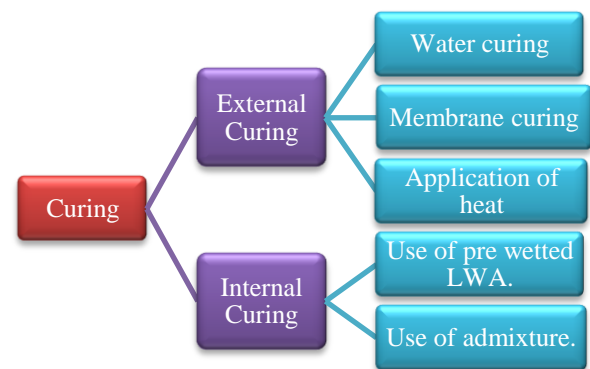 Curing
External
Curing
Water curing
Membrane curing
Application of
heat
Internal
Curing
Use of pre wetted
LWA.
Use of admixture.